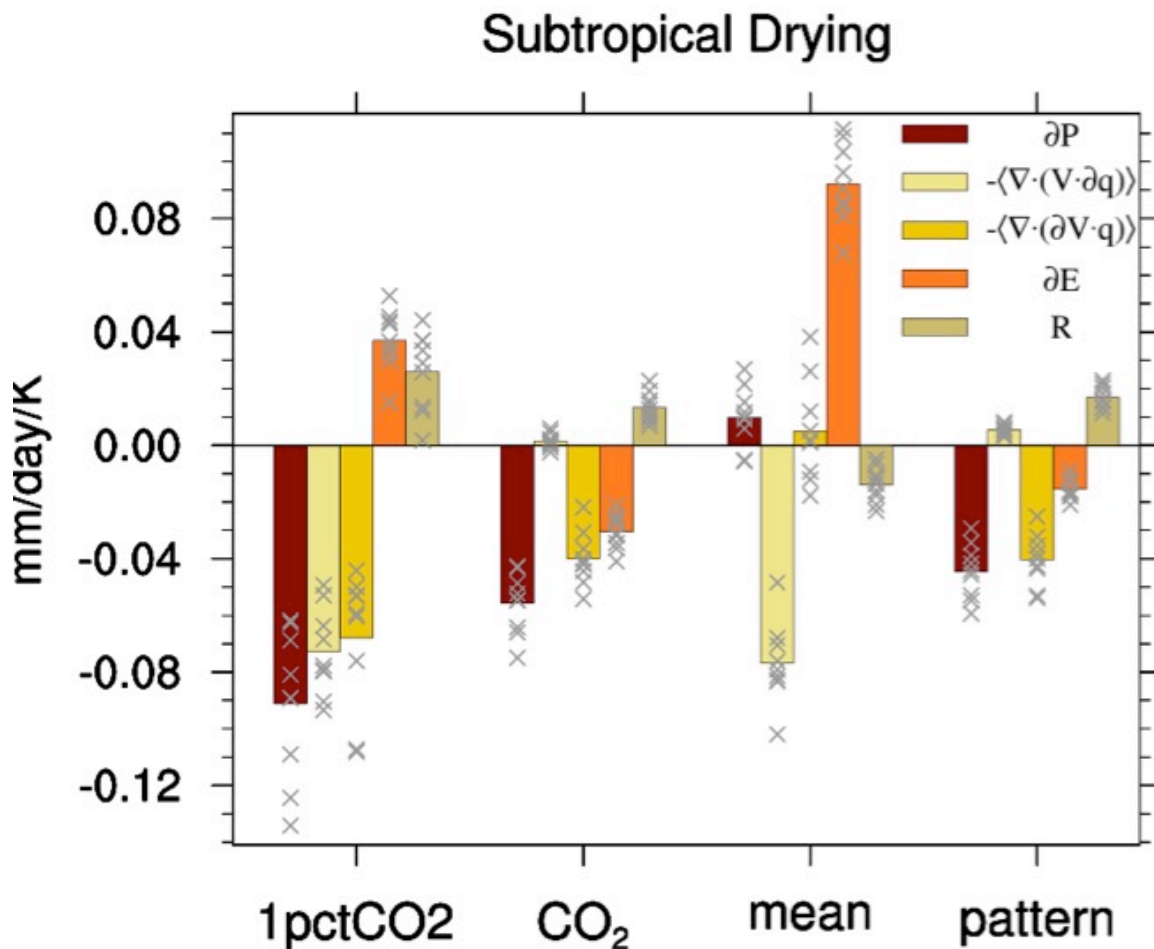 Subtropical Drying
∂P
-⟨∇·(V·∂q)⟩
-⟨∇·(∂V·q)⟩
∂E
R
mm/day/K
0.08
0.04
0.00
-0.04
-0.08
-0.12
1pctCO2 CO₂ mean pattern